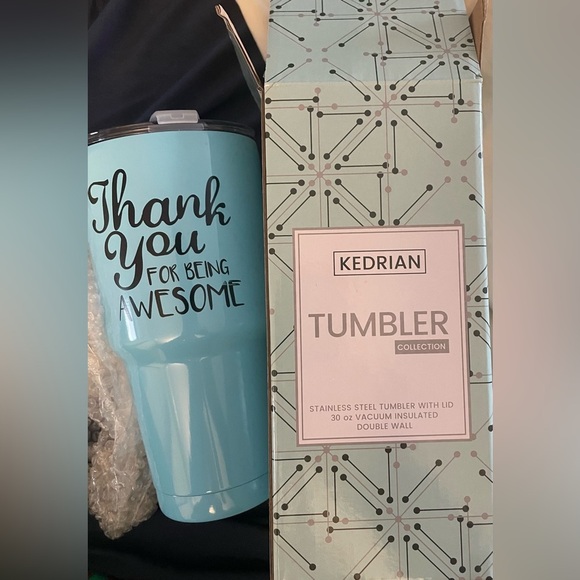 Thank
You
FOR BEING
AWESOME
KEDRIAN
TUMBLER
COLLECTION
STAINLESS STEEL TUMBLER WITH LID
30 oz VACUUM INSULATED
DOUBLE WALL